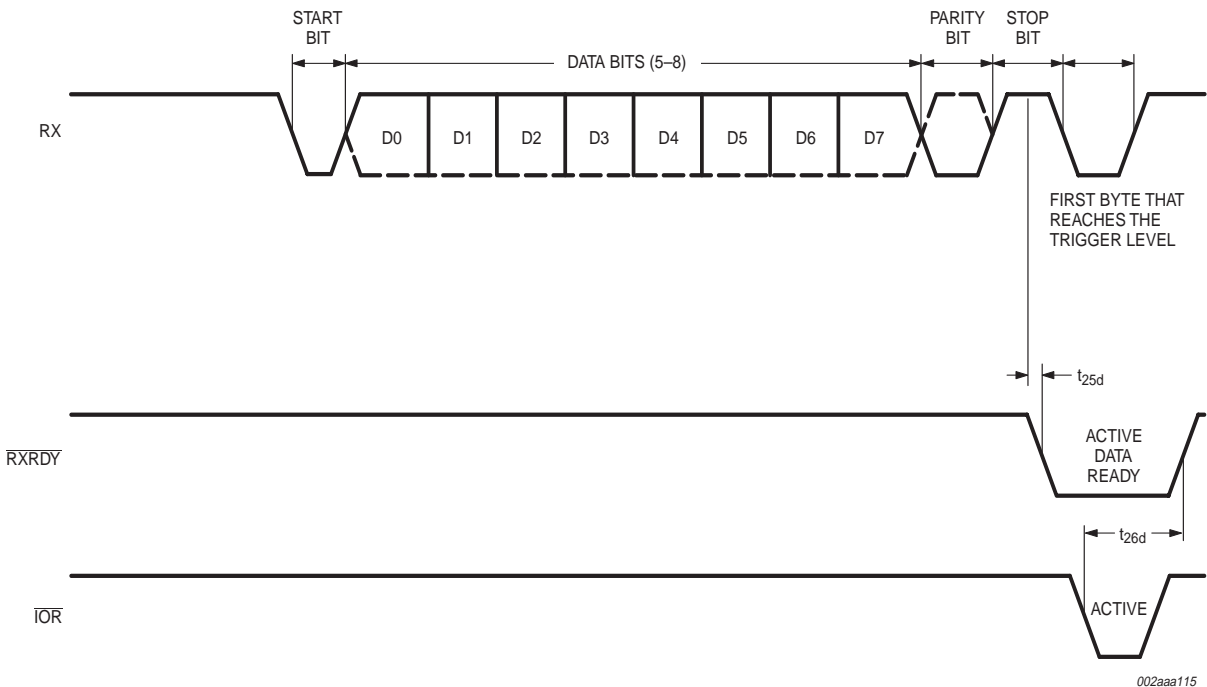 START
BIT
PARITY
BIT
STOP
BIT
DATA BITS (5–8)
RX
D0 D1 D2 D3 D4 D5 D6 D7
FIRST BYTE THAT
REACHES THE
TRIGGER LEVEL
t25d
RXRDY
ACTIVE
DATA
READY
t26d
IOR
ACTIVE
002aaa115